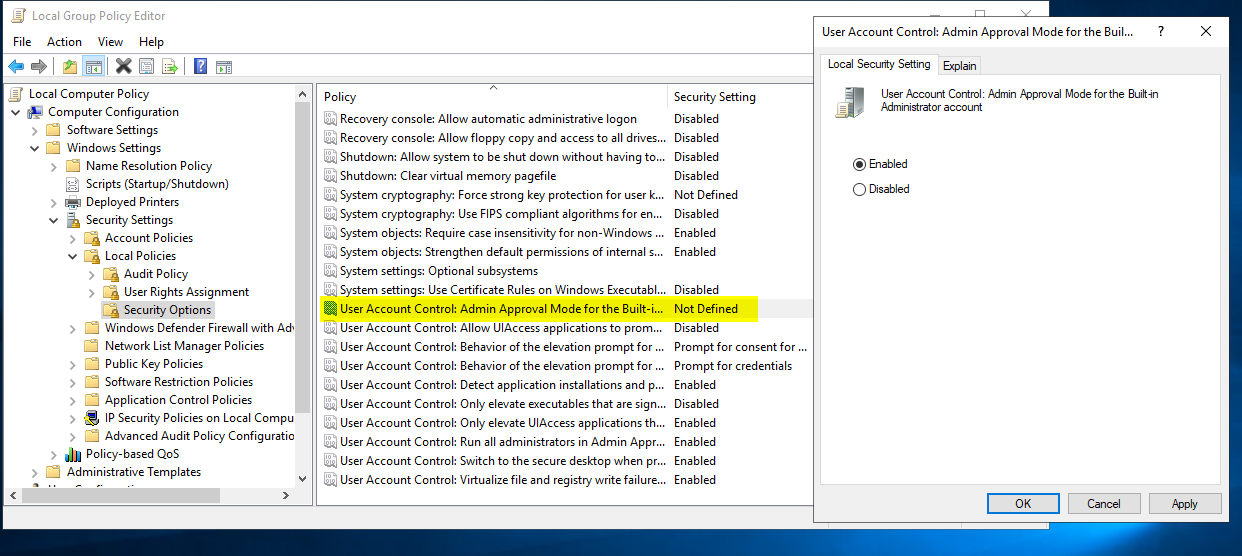 Local Group Policy Editor
File Action View Help
Local Computer Policy
Computer Configuration
Software Settings
Windows Settings
Name Resolution Policy
Scripts (Startup/Shutdown)
Deployed Printers
Security Settings
Account Policies
Local Policies
Audit Policy
User Rights Assignment
Security Options
Windows Defender Firewall with Adv
Network List Manager Policies
Public Key Policies
Software Restriction Policies
Application Control Policies
IP Security Policies on Local Compu
Advanced Audit Policy Configuratio
Policy-based QoS
Administrative Templates
Policy Security Setting
Recovery console: Allow automatic administrative logon Disabled
Recovery console: Allow floppy copy and access to all drives... Disabled
Shutdown: Allow system to be shut down without having to... Disabled
Shutdown: Clear virtual memory pagefile Disabled
System cryptography: Force strong key protection for user k... Not Defined
System cryptography: Use FIPS compliant algorithms for en... Disabled
System objects: Require case insensitivity for non-Windows ... Enabled
System objects: Strengthen default permissions of internal s... Enabled
System settings: Optional subsystems
System settings: Use Certificate Rules on Windows Executabl... Disabled
User Account Control: Admin Approval Mode for the Built-i... Not Defined
User Account Control: Allow UIAccess applications to prom... Disabled
User Account Control: Behavior of the elevation prompt for ... Prompt for consent for ...
User Account Control: Behavior of the elevation prompt for ... Prompt for credentials
User Account Control: Detect application installations and p... Enabled
User Account Control: Only elevate executables that are sign... Disabled
User Account Control: Only elevate UIAccess applications th... Enabled
User Account Control: Run all administrators in Admin Appr... Enabled
User Account Control: Switch to the secure desktop when pr... Enabled
User Account Control: Virtualize file and registry write failure... Enabled
User Account Control: Admin Approval Mode for the Buil... ?
Local Security Setting Explain
User Account Control: Admin Approval Mode for the Built-in
Administrator account
Enabled
Disabled
OK Cancel Apply